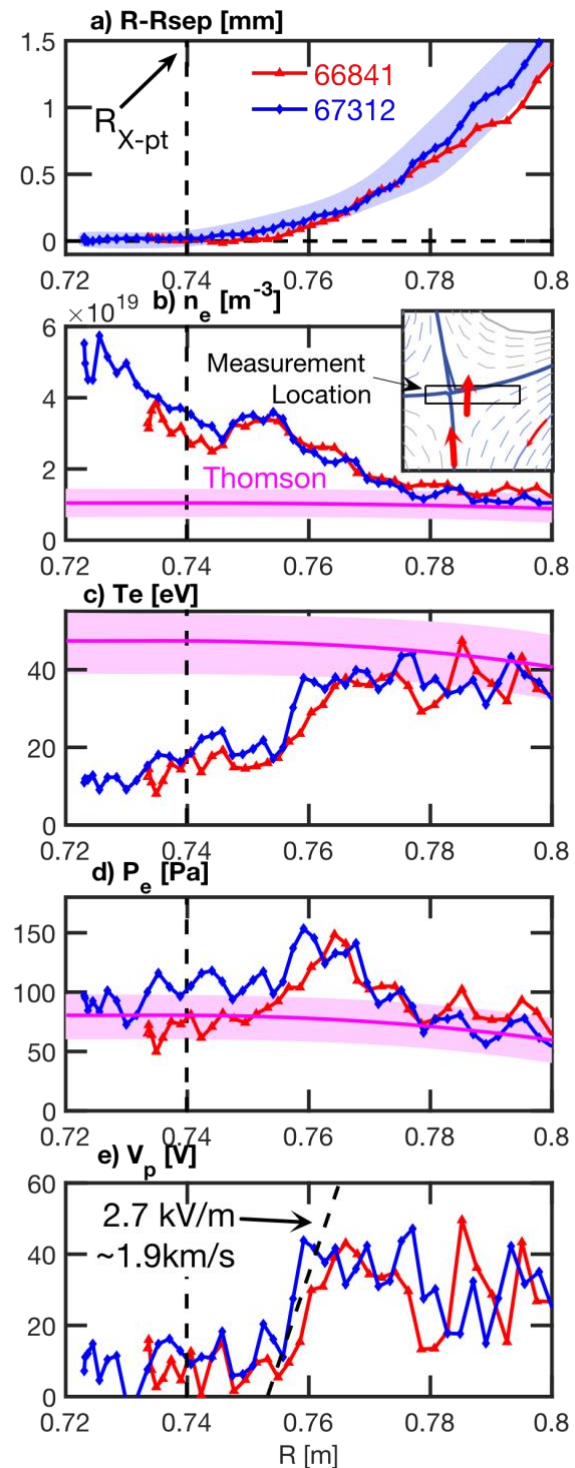 a) R-Rsep [mm]
1.5
1
0.5
0
R_X-pt
66841
67312
0.72 0.74 0.76 0.78 0.8
×10^19 b) n_e [m^-3]
6
4
2
0
Measurement
Location
Thomson
0.72 0.74 0.76 0.78 0.8
c) Te [eV]
40
20
0
0.72 0.74 0.76 0.78 0.8
d) P_e [Pa]
150
100
50
0
0.72 0.74 0.76 0.78 0.8
e) V_p [V]
60
40
20
0
2.7 kV/m
~1.9km/s
0.72 0.74 0.76 0.78 0.8
R [m]